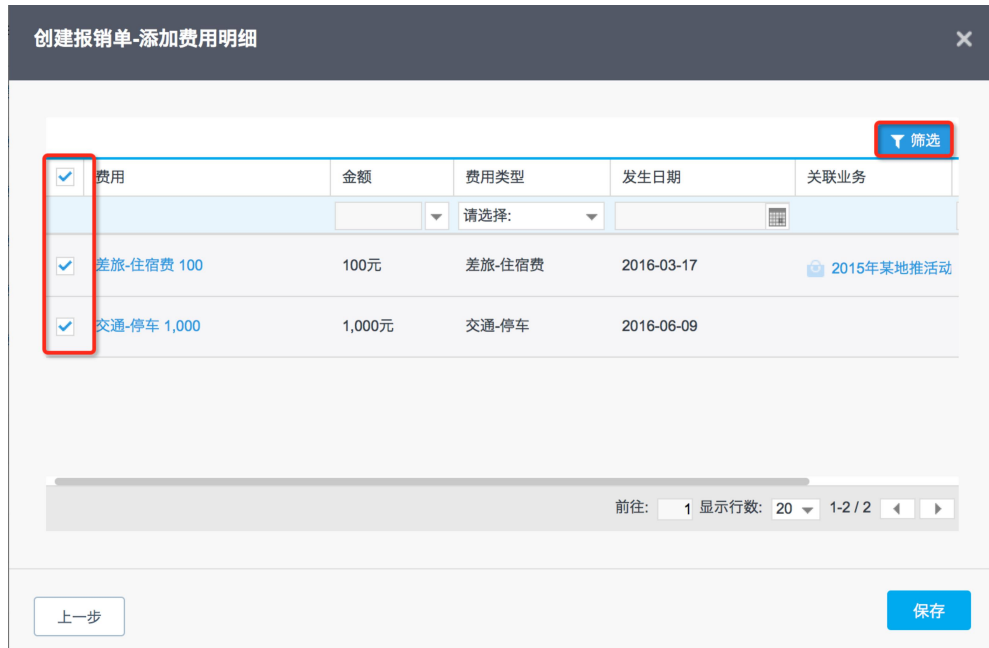 创建报销单-添加费用明细
筛选
费用 金额 费用类型 发生日期 关联业务
请选择:
差旅-住宿费 100 100元 差旅-住宿费 2016-03-17 2015年某地推活动
交通-停车 1,000 1,000元 交通-停车 2016-06-09
前往: 1 显示行数: 20 1-2 / 2
上一步 保存